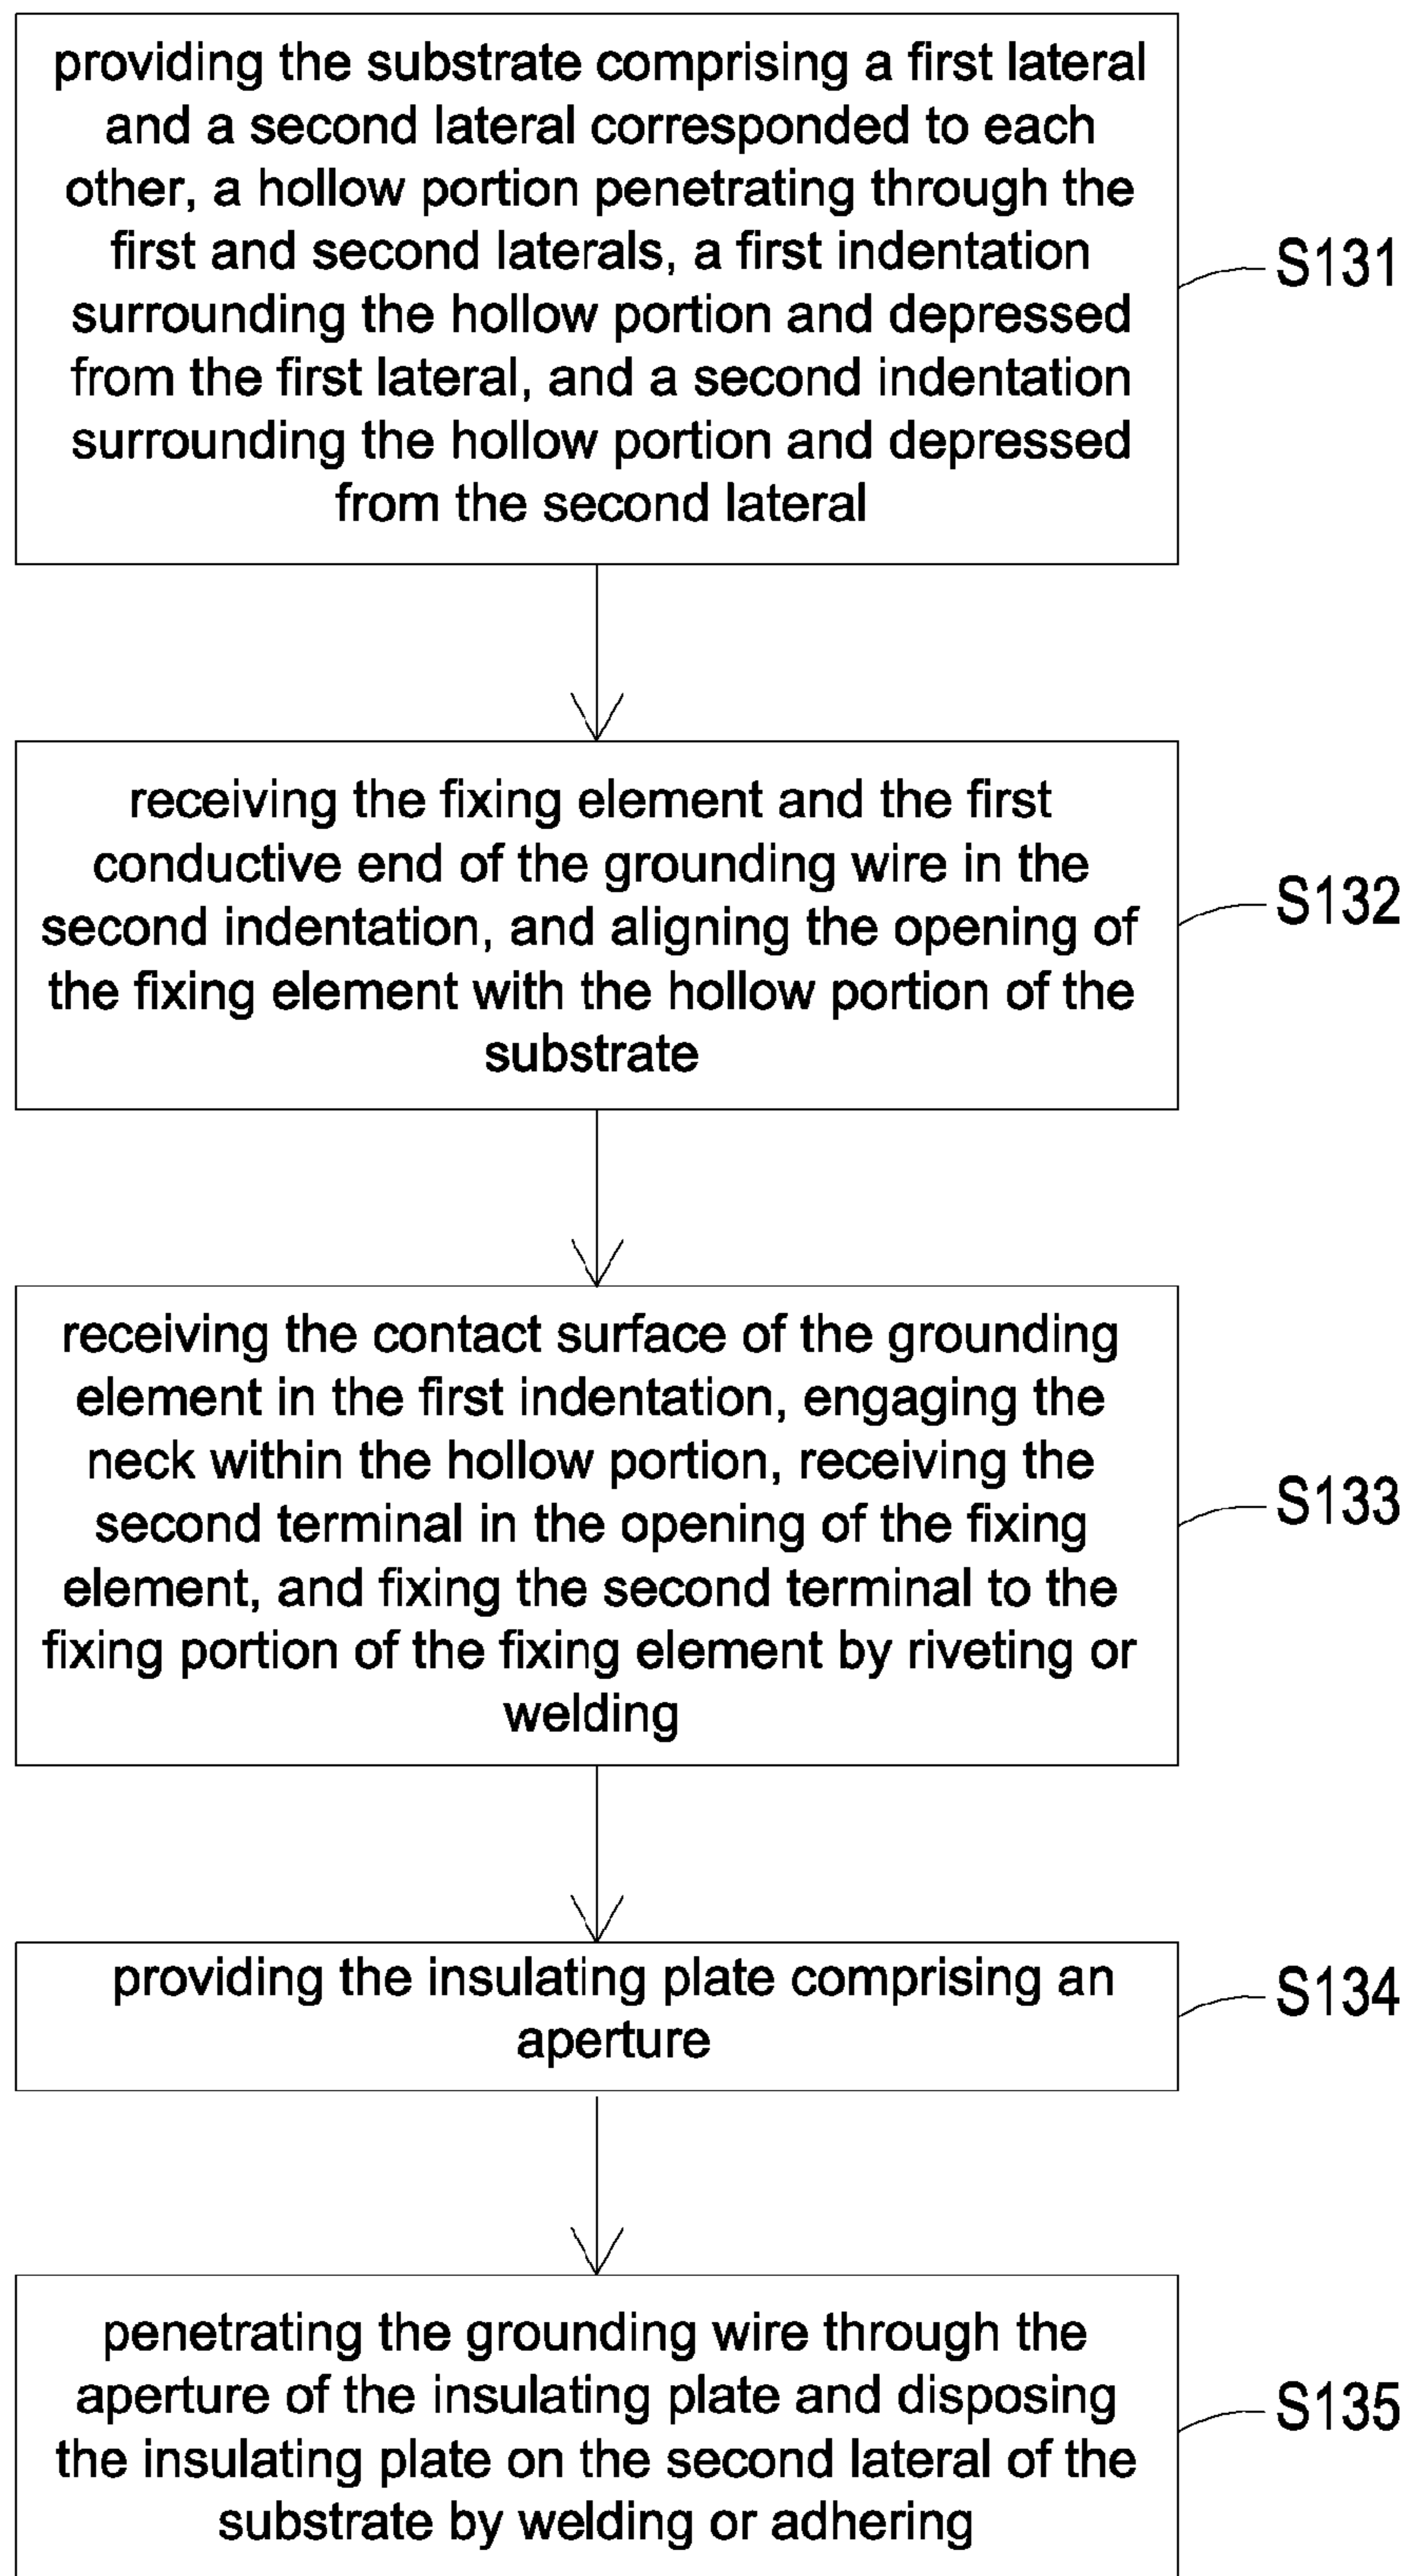 providing the substrate comprising a first lateral
and a second lateral corresponded to each
other, a hollow portion penetrating through the
first and second laterals, a first indentation
surrounding the hollow portion and depressed
from the first lateral, and a second indentation
surrounding the hollow portion and depressed
from the second lateral
S131
receiving the fixing element and the first
conductive end of the grounding wire in the
second indentation, and aligning the opening of
the fixing element with the hollow portion of the
substrate
S132
receiving the contact surface of the grounding
element in the first indentation, engaging the
neck within the hollow portion, receiving the
second terminal in the opening of the fixing
element, and fixing the second terminal to the
fixing portion of the fixing element by riveting or
welding
S133
providing the insulating plate comprising an
aperture
S134
penetrating the grounding wire through the
aperture of the insulating plate and disposing
the insulating plate on the second lateral of the
substrate by welding or adhering
S135